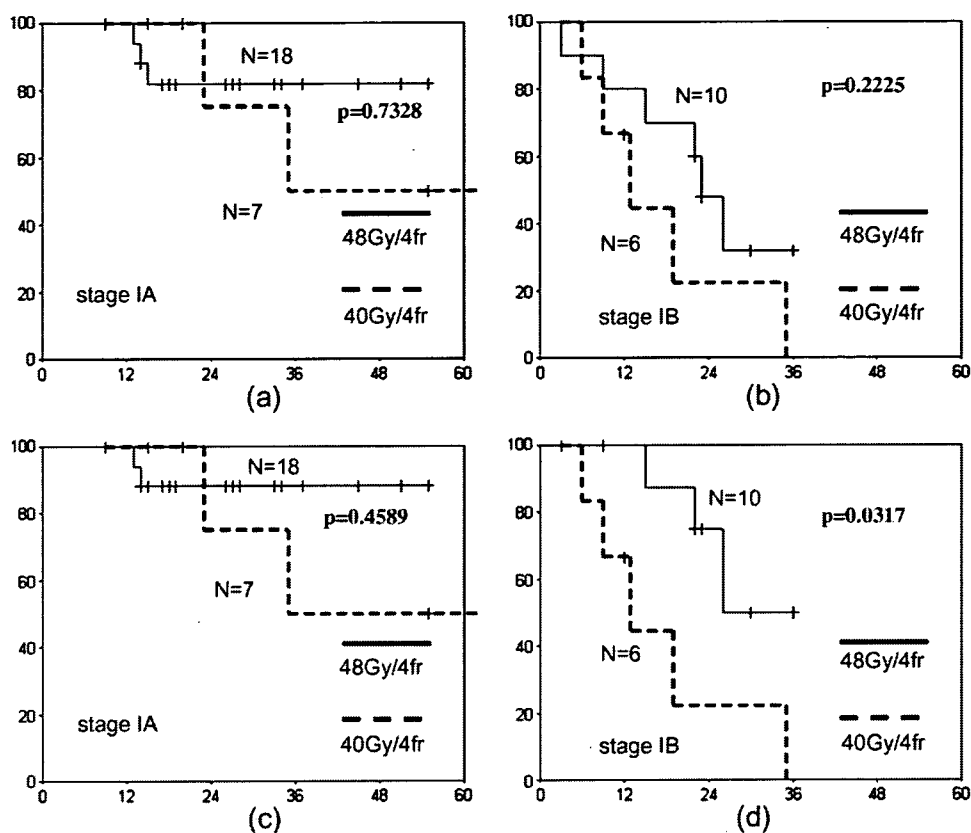 100
80
60
40
20
0
0 12 24 36 48 60
N=18
p=0.7328
N=7
48Gy/4fr
40Gy/4fr
stage IA
(a)
100
80
60
40
20
0
0 12 24 36 48 60
N=10
p=0.2225
N=6
48Gy/4fr
40Gy/4fr
stage IB
(b)
100
80
60
40
20
0
0 12 24 36 48 60
N=18
p=0.4589
N=7
48Gy/4fr
40Gy/4fr
stage IA
(c)
100
80
60
40
20
0
0 12 24 36 48 60
N=10
p=0.0317
N=6
48Gy/4fr
40Gy/4fr
stage IB
(d)